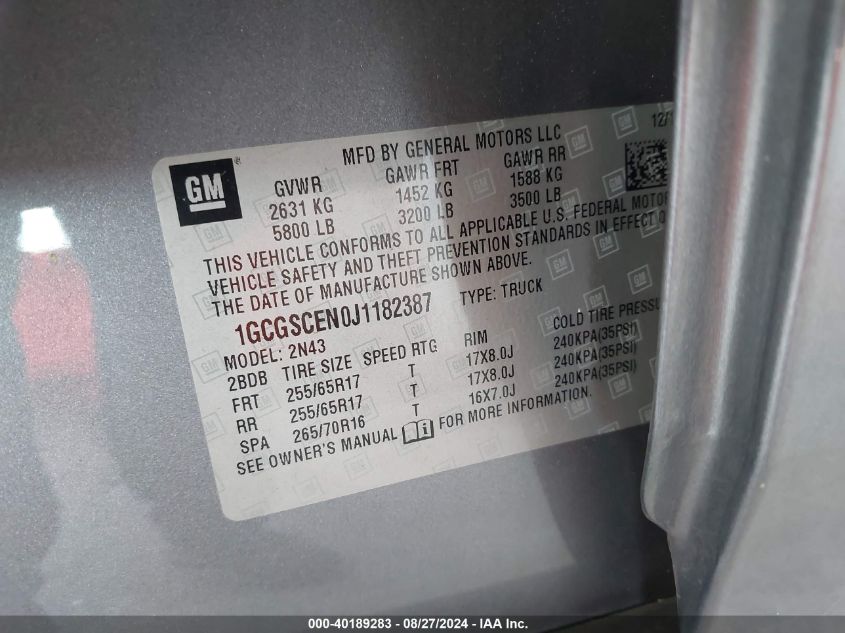 MFD BY GENERAL MOTORS LLC 12/1
GM ®
GVWR GAWR FRT GAWR RR
2631 KG 1452 KG 1588 KG
5800 LB 3200 LB 3500 LB
THIS VEHICLE CONFORMS TO ALL APPLICABLE U.S. FEDERAL MOTOR
VEHICLE SAFETY AND THEFT PREVENTION STANDARDS IN EFFECT O
THE DATE OF MANUFACTURE SHOWN ABOVE.
1GCGSCEN0J1182387 TYPE: TRUCK
MODEL: 2N43
2BDB TIRE SIZE SPEED RTG RIM COLD TIRE PRESSU
FRT 255/65R17 T 17X8.0J 240KPA(35PSI)
RR 255/65R17 T 17X8.0J 240KPA(35PSI)
SPA 265/70R16 T 16X7.0J 240KPA(35PSI)
SEE OWNER'S MANUAL FOR MORE INFORMATION.
000-40189283 - 08/27/2024 - IAA Inc.